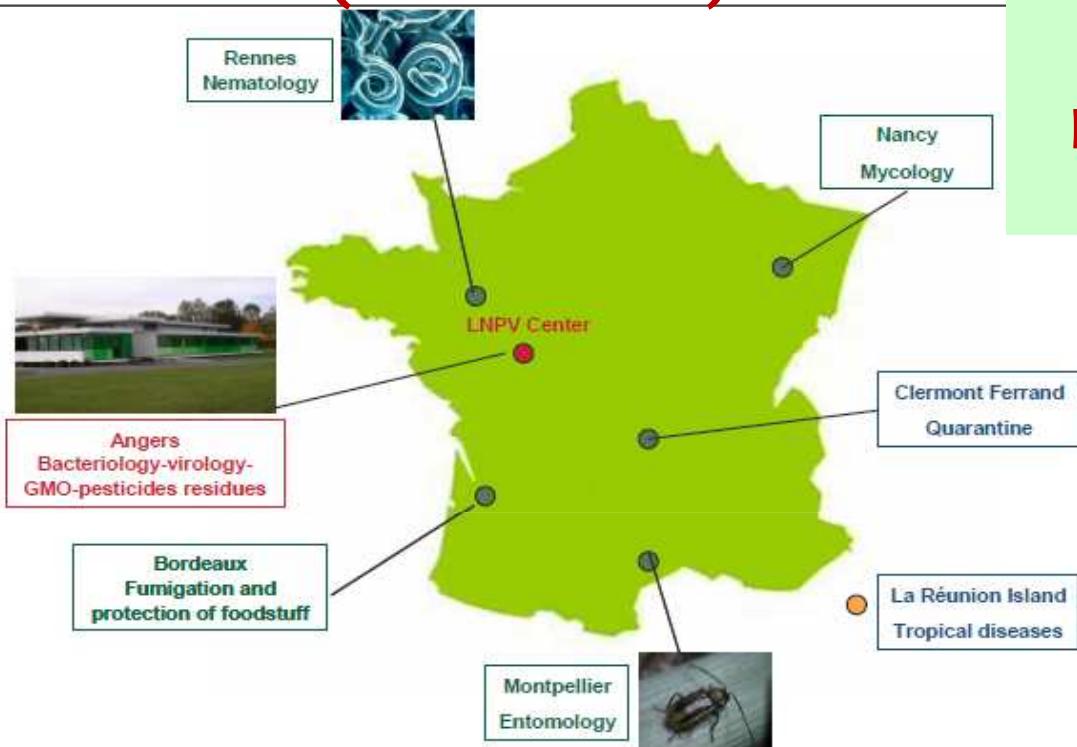 Rennes
Nematology
Nancy
Mycology
LNPV Center
Angers
Bacteriology-virology-
GMO-pesticides residues
Clermont Ferrand
Quarantine
Bordeaux
Fumigation and
protection of foodstuff
La Réunion Island
Tropical diseases
Montpellier
Entomology